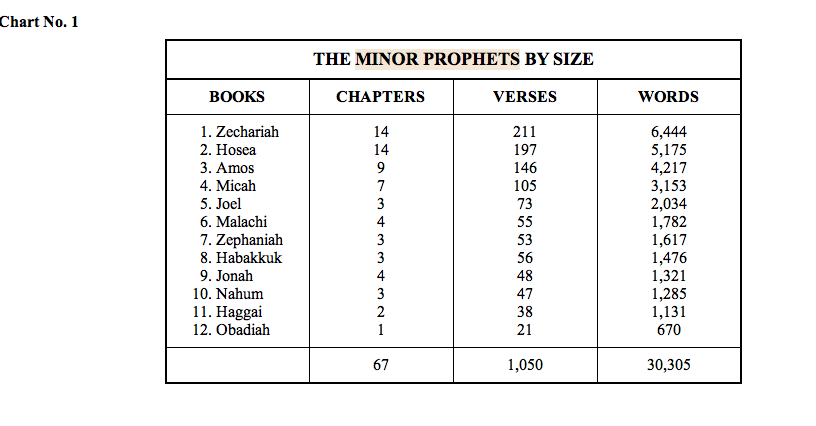 Chart No. 1
THE MINOR PROPHETS BY SIZE
BOOKS CHAPTERS VERSES WORDS
1. Zechariah 14 211 6,444
2. Hosea 14 197 5,175
3. Amos 9 146 4,217
4. Micah 7 105 3,153
5. Joel 3 73 2,034
6. Malachi 4 55 1,782
7. Zephaniah 3 53 1,617
8. Habakkuk 3 56 1,476
9. Jonah 4 48 1,321
10. Nahum 3 47 1,285
11. Haggai 2 38 1,131
12. Obadiah 1 21 670
67 1,050 30,305